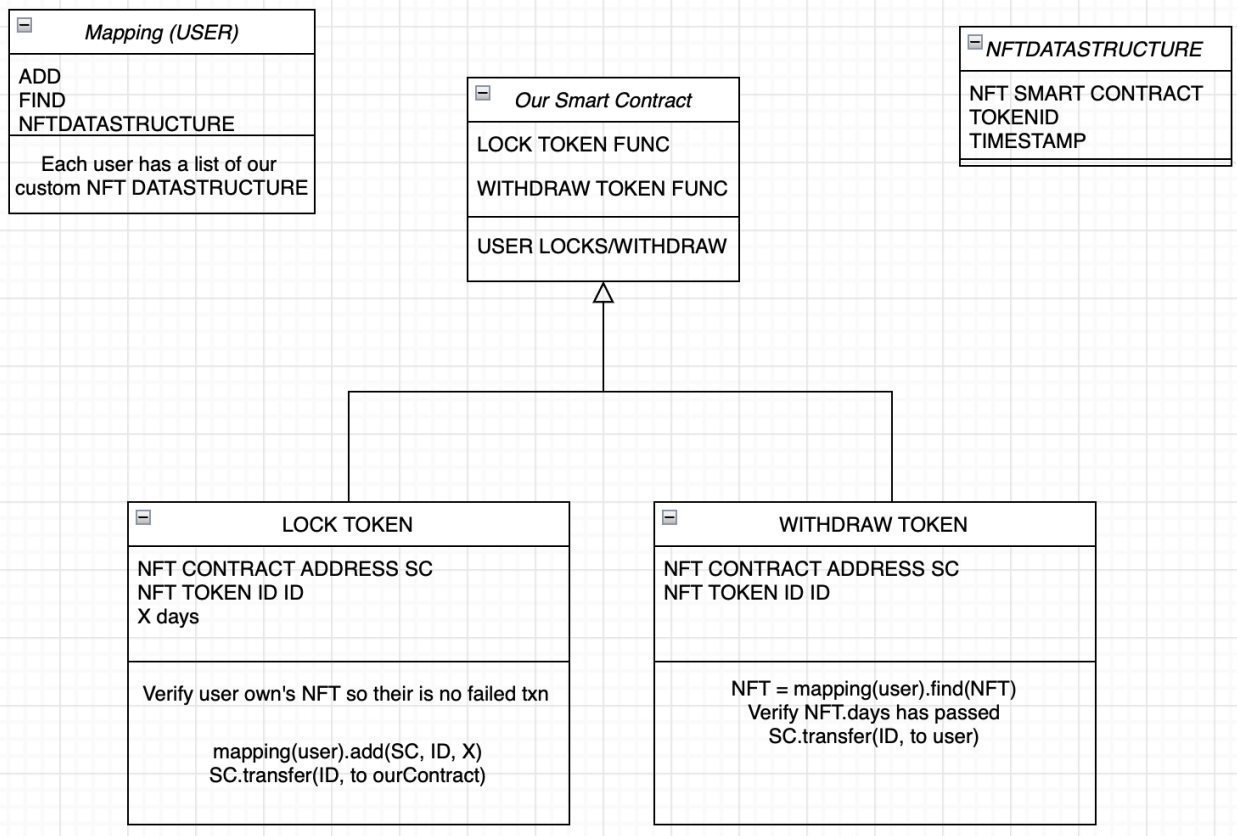 Mapping (USER)
ADD
FIND
NFTDATASTRUCTURE
Each user has a list of our
custom NFT DATASTRUCTURE
Our Smart Contract
LOCK TOKEN FUNC
WITHDRAW TOKEN FUNC
USER LOCKS/WITHDRAW
NFTDATASTRUCTURE
NFT SMART CONTRACT
TOKENID
TIMESTAMP
LOCK TOKEN
NFT CONTRACT ADDRESS SC
NFT TOKEN ID ID
X days
Verify user own's NFT so their is no failed txn
mapping(user).add(SC, ID, X)
SC.transfer(ID, to ourContract)
WITHDRAW TOKEN
NFT CONTRACT ADDRESS SC
NFT TOKEN ID ID
NFT = mapping(user).find(NFT)
Verify NFT.days has passed
SC.transfer(ID, to user)